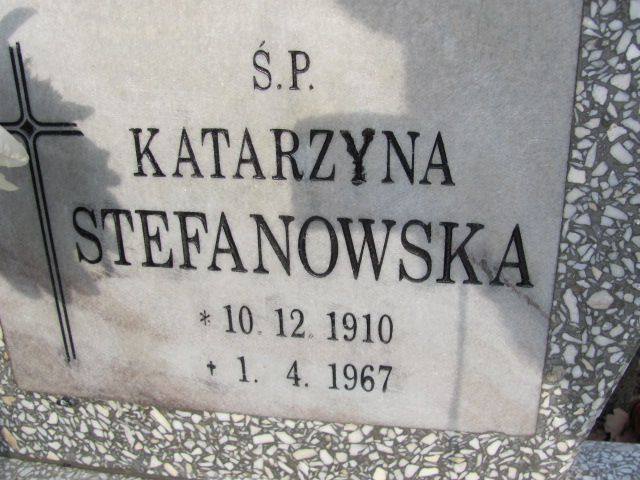 Ś.P.
KATARZYNA
STEFANOWSKA
* 10. 12. 1910
✝ 1. 4. 1967